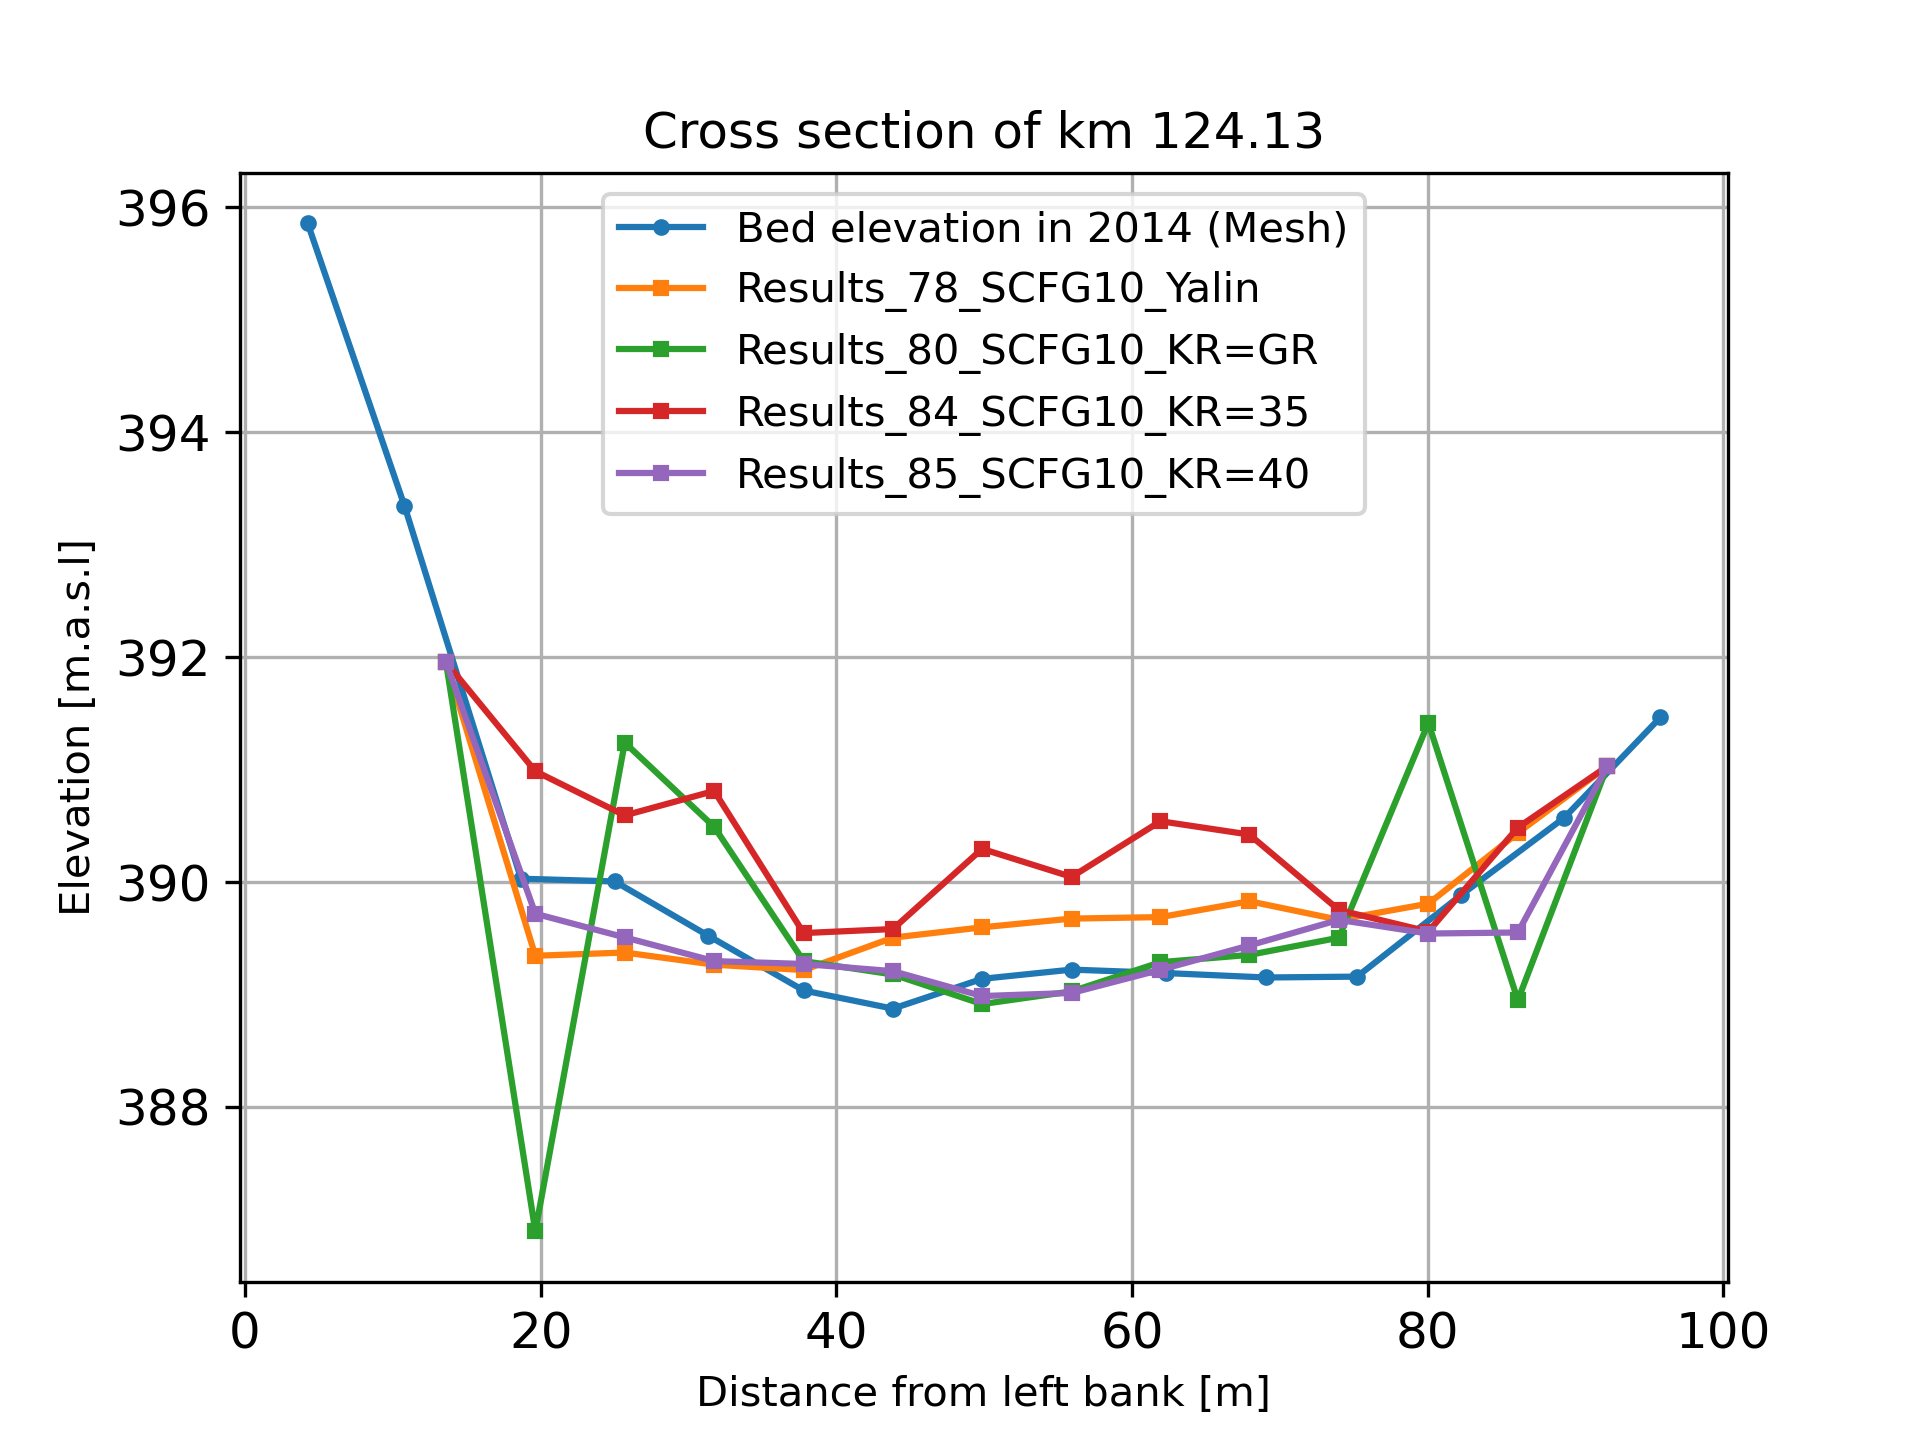 Cross section of km 124.13
396
394
392
390
388
Elevation [m.a.s.l]
Bed elevation in 2014 (Mesh)
Results_78_SCFG10_Yalin
Results_80_SCFG10_KR=GR
Results_84_SCFG10_KR=35
Results_85_SCFG10_KR=40
0 20 40 60 80 100
Distance from left bank [m]